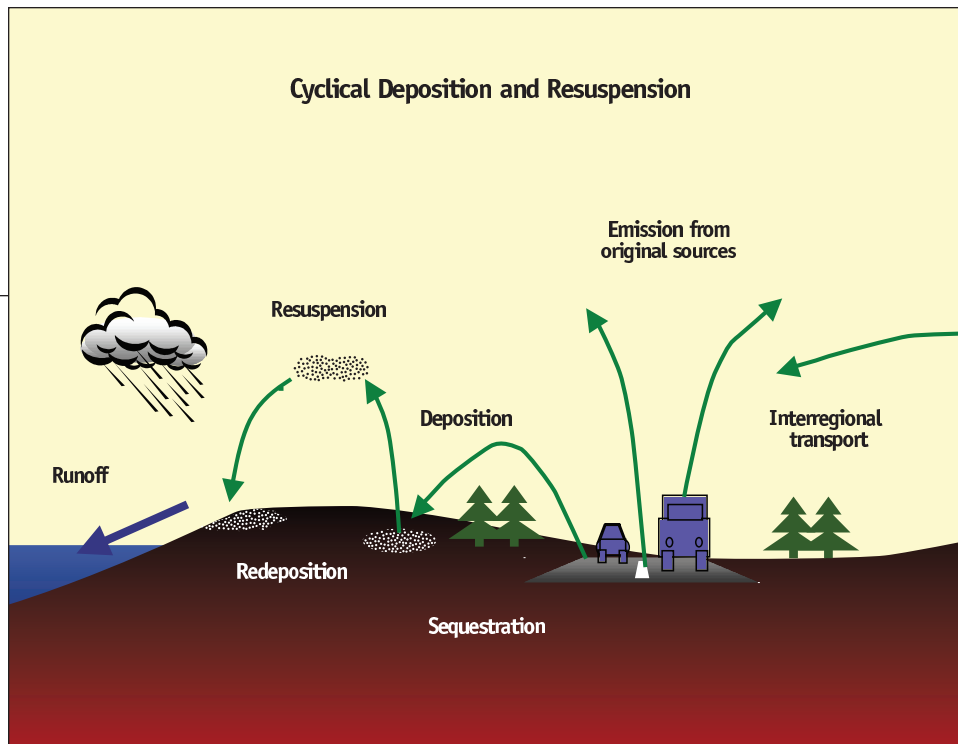 Cyclical Deposition and Resuspension
Emission from
original sources
Resuspension
Deposition
Interregional
transport
Runoff
Redeposition
Sequestration